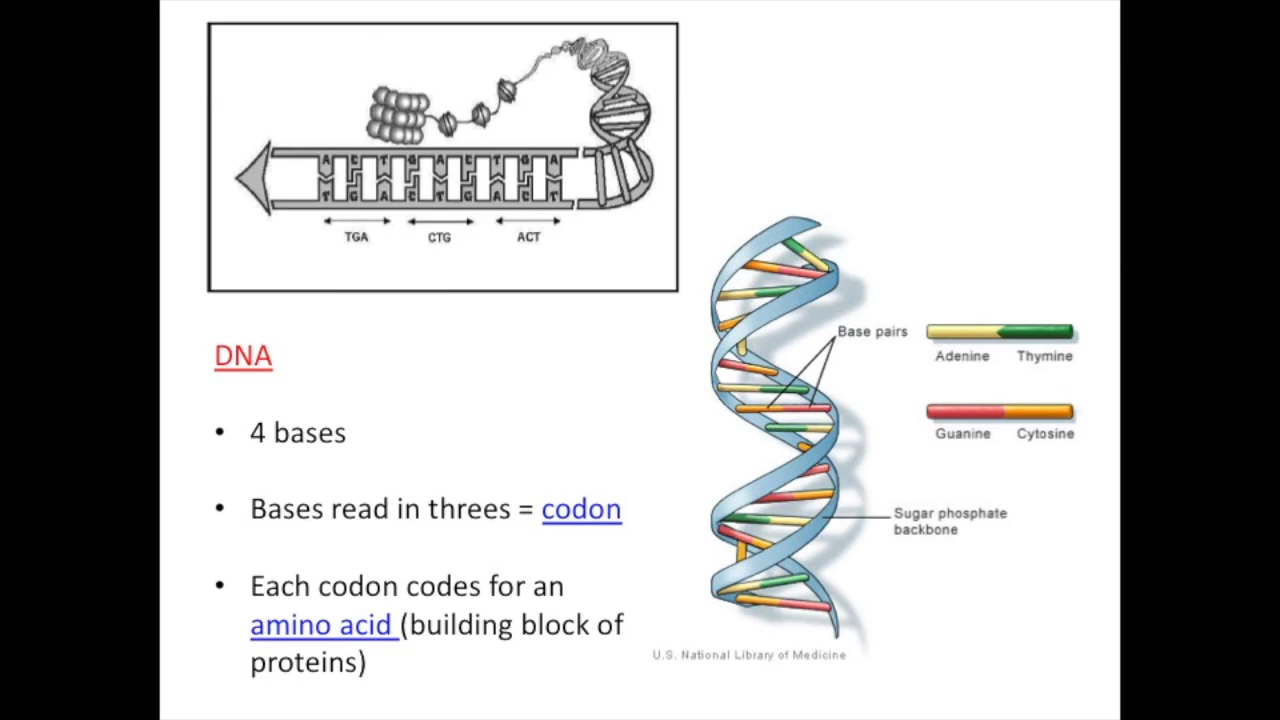 A C T G A C T G A
T G A C T G A C T
TGA CTG ACT
DNA
• 4 bases
• Bases read in threes = codon
• Each codon codes for an
amino acid (building block of
proteins)
Base pairs
Adenine Thymine
Guanine Cytosine
Sugar phosphate
backbone
U.S. National Library of Medicine